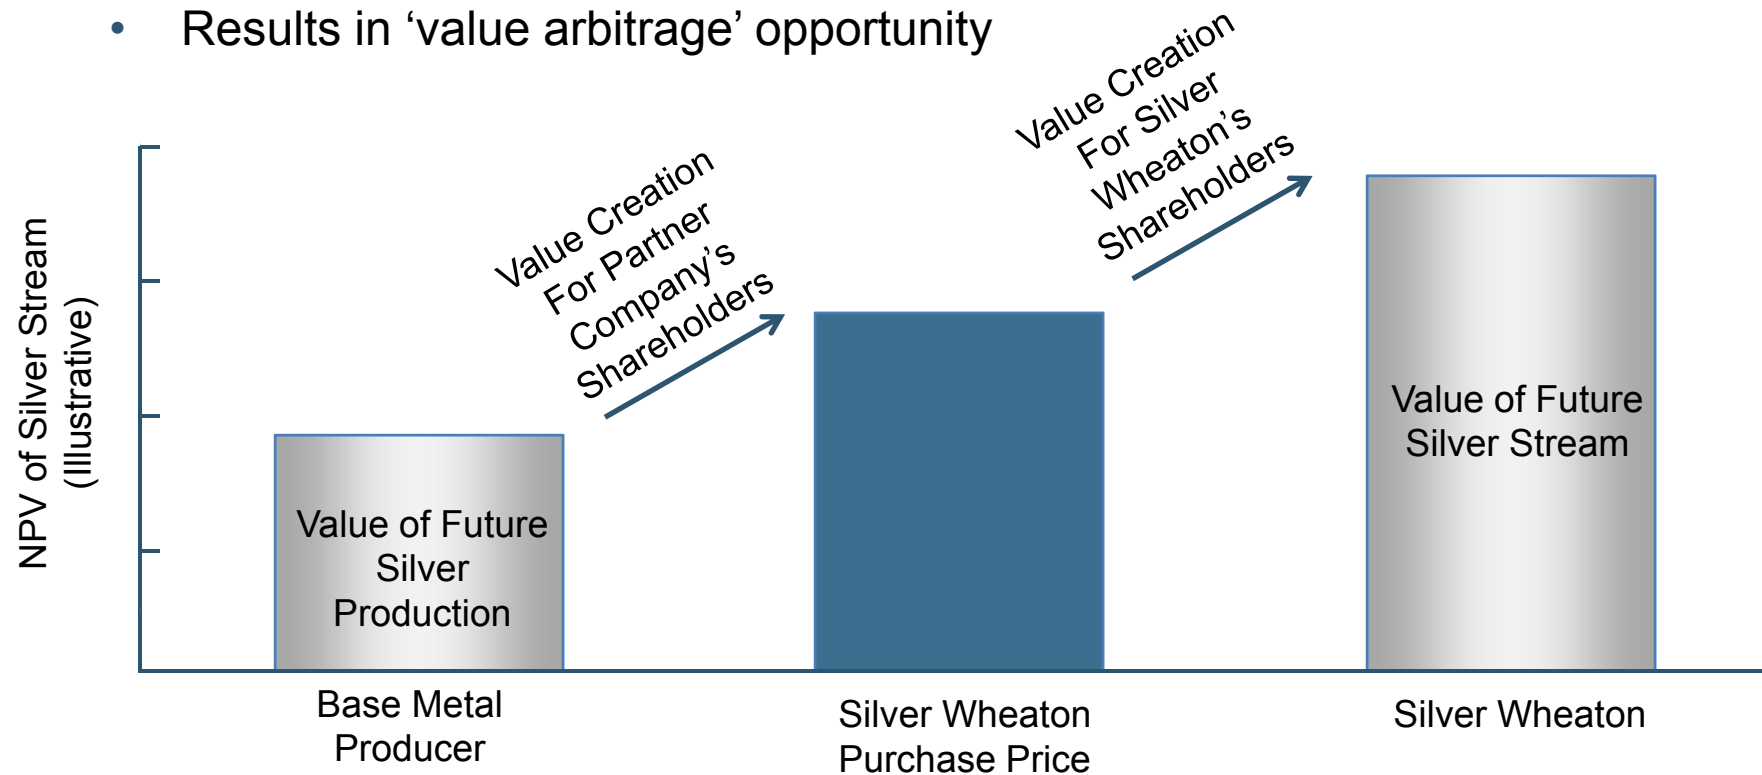 • Results in ‘value arbitrage’ opportunity
Value Creation
For Partner
Company’s
Shareholders
Value Creation
For Silver
Wheaton’s
Shareholders
NPV of Silver Stream
(Illustrative)
Value of Future
Silver
Production
Value of Future
Silver Stream
Base Metal
Producer
Silver Wheaton
Purchase Price
Silver Wheaton